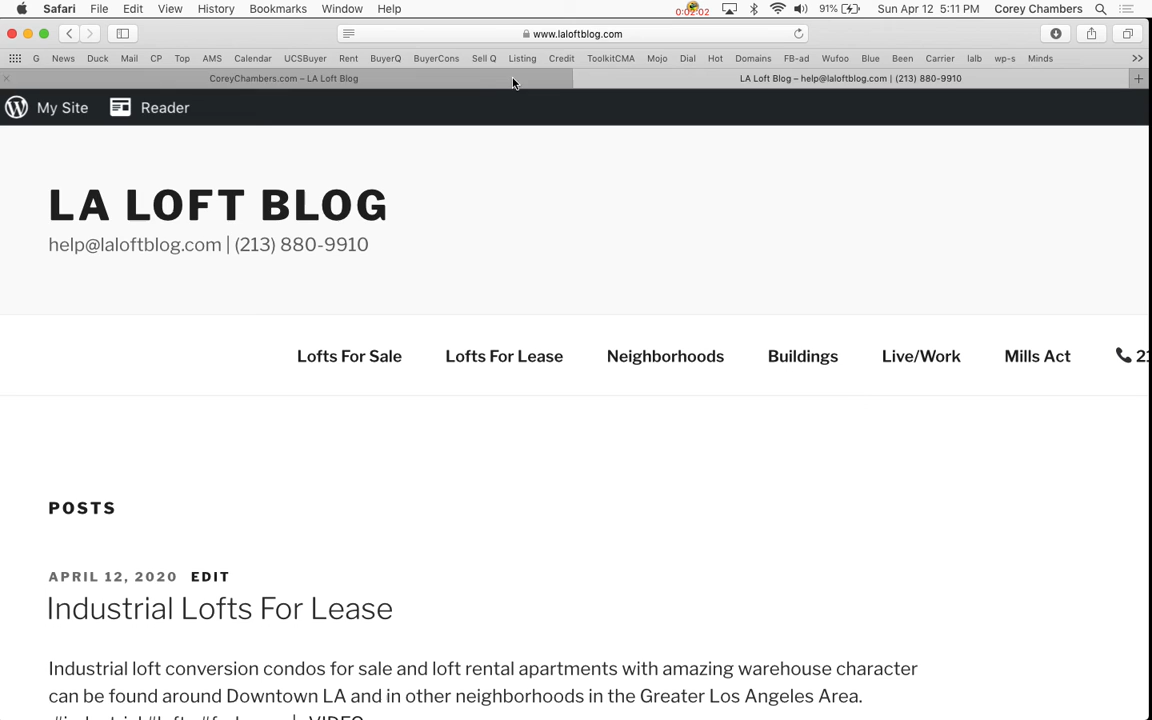 Safari File Edit View History Bookmarks Window Help 0:02:02 91% Sun Apr 12 5:11 PM Corey Chambers
www.laloftblog.com
G News Duck Mail CP Top AMS Calendar UCSBuyer Rent BuyerQ BuyerCons Sell Q Listing Credit ToolkitCMA Mojo Dial Hot Domains FB-ad Wufoo Blue Been Carrier lalb wp-s Minds
CoreyChambers.com – LA Loft Blog LA Loft Blog – help@laloftblog.com | (213) 880-9910
My Site Reader
LA LOFT BLOG
help@laloftblog.com | (213) 880-9910
Lofts For Sale Lofts For Lease Neighborhoods Buildings Live/Work Mills Act 21
POSTS
APRIL 12, 2020 EDIT
Industrial Lofts For Lease
Industrial loft conversion condos for sale and loft rental apartments with amazing warehouse character
can be found around Downtown LA and in other neighborhoods in the Greater Los Angeles Area.
#industrial #lofts | VIDEO